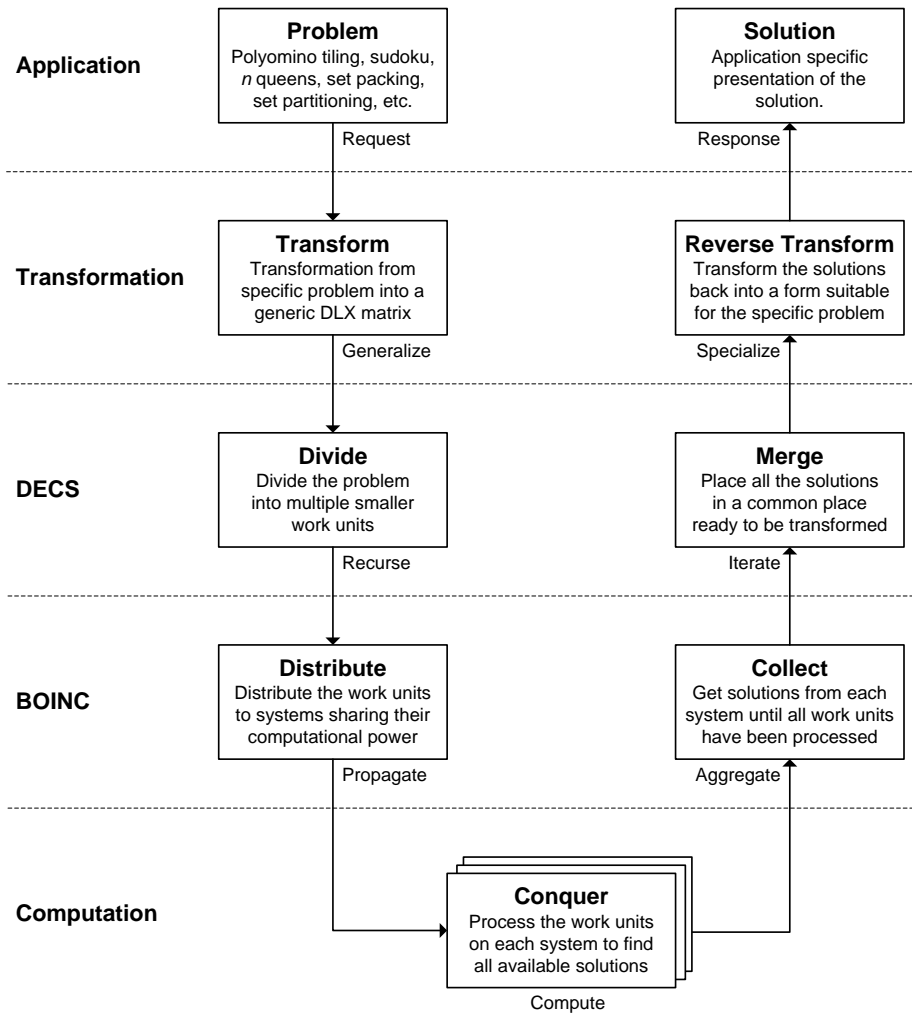 Application
Problem
Polyomino tiling, sudoku,
n queens, set packing,
set partitioning, etc.
Request
Solution
Application specific
presentation of the
solution.
Response
Transformation
Transform
Transformation from
specific problem into a
generic DLX matrix
Generalize
Reverse Transform
Transform the solutions
back into a form suitable
for the specific problem
Specialize
DECS
Divide
Divide the problem
into multiple smaller
work units
Recurse
Merge
Place all the solutions
in a common place
ready to be transformed
Iterate
BOINC
Distribute
Distribute the work units
to systems sharing their
computational power
Propagate
Collect
Get solutions from each
system until all work units
have been processed
Aggregate
Computation
Conquer
Process the work units
on each system to find
all available solutions
Compute